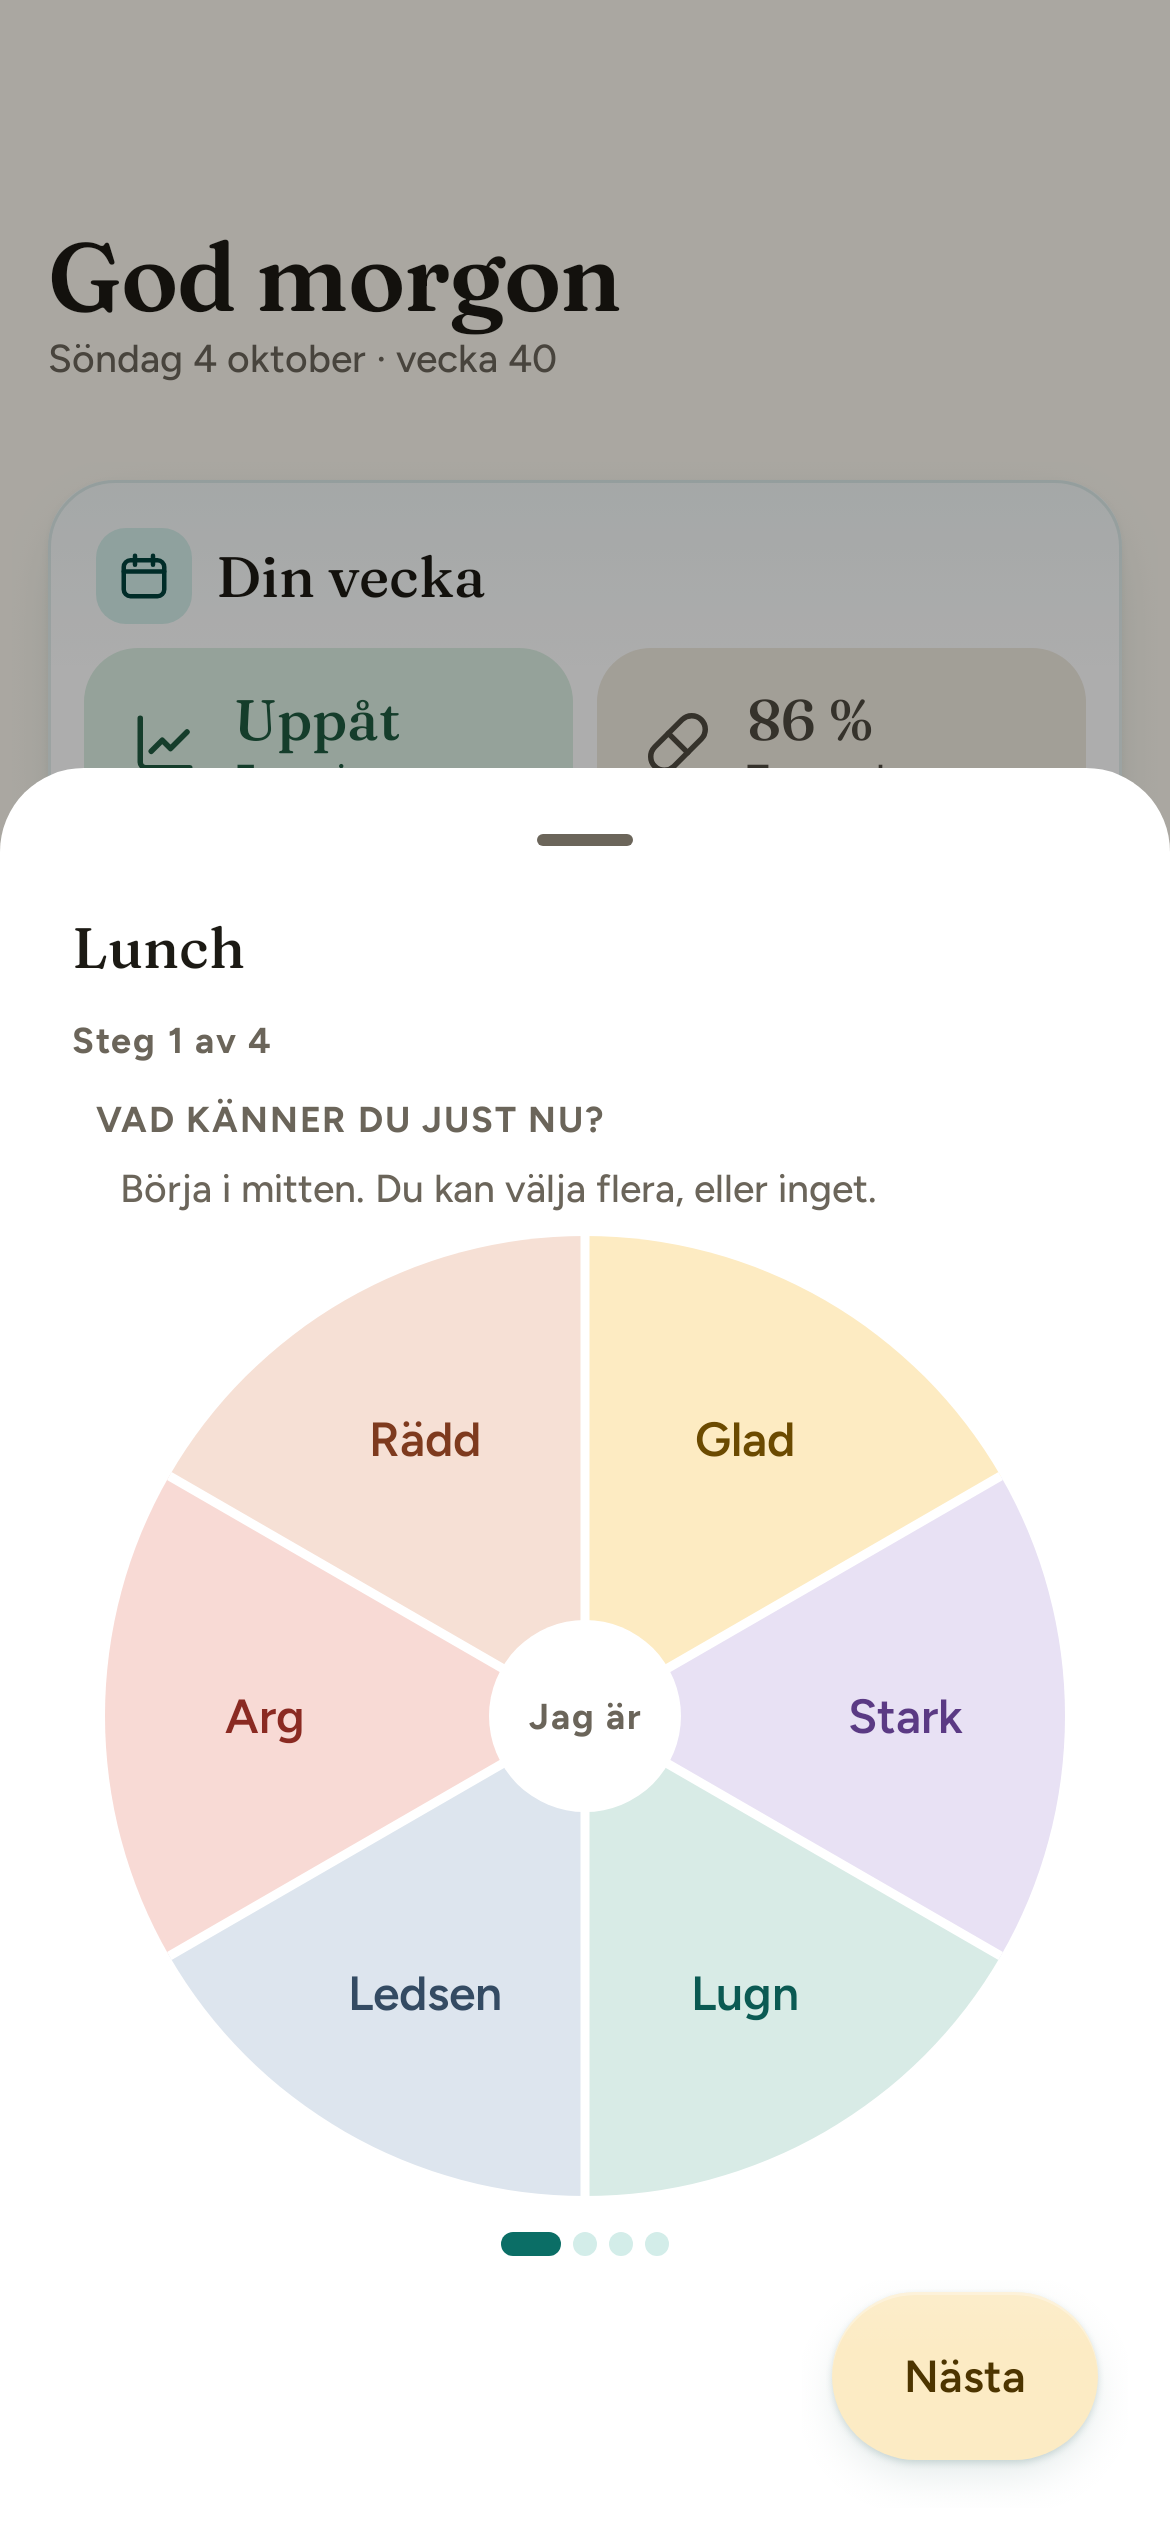 God morgon
Söndag 4 oktober · vecka 40
Din vecka
Uppåt
86 %
Lunch
Steg 1 av 4
VAD KÄNNER DU JUST NU?
Börja i mitten. Du kan välja flera, eller inget.
Rädd
Glad
Arg
Jag är
Stark
Ledsen
Lugn
Nästa